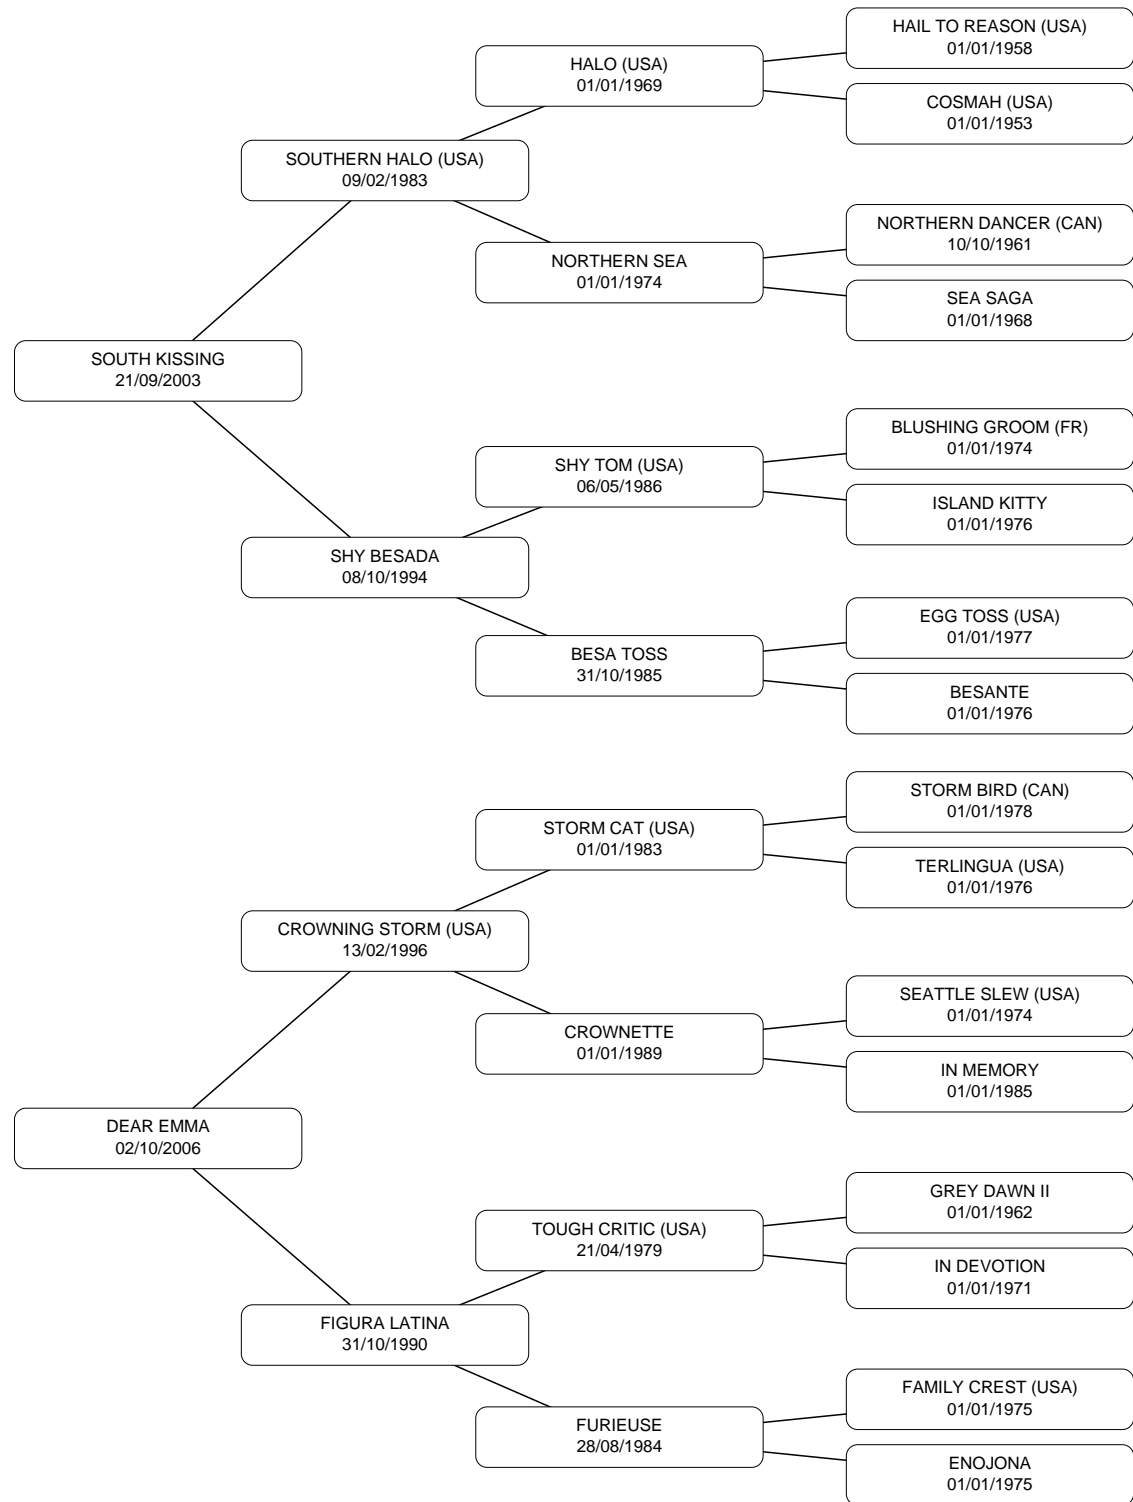 HAIL TO REASON (USA)
01/01/1958
HALO (USA)
01/01/1969
COSMAH (USA)
01/01/1953
SOUTHERN HALO (USA)
09/02/1983
NORTHERN DANCER (CAN)
10/10/1961
NORTHERN SEA
01/01/1974
SEA SAGA
01/01/1968
SOUTH KISSING
21/09/2003
BLUSHING GROOM (FR)
01/01/1974
SHY TOM (USA)
06/05/1986
ISLAND KITTY
01/01/1976
SHY BESADA
08/10/1994
EGG TOSS (USA)
01/01/1977
BESA TOSS
31/10/1985
BESANTE
01/01/1976
STORM BIRD (CAN)
01/01/1978
STORM CAT (USA)
01/01/1983
TERLINGUA (USA)
01/01/1976
CROWNING STORM (USA)
13/02/1996
SEATTLE SLEW (USA)
01/01/1974
CROWNETTE
01/01/1989
IN MEMORY
01/01/1985
DEAR EMMA
02/10/2006
GREY DAWN II
01/01/1962
TOUGH CRITIC (USA)
21/04/1979
IN DEVOTION
01/01/1971
FIGURA LATINA
31/10/1990
FAMILY CREST (USA)
01/01/1975
FURIEUSE
28/08/1984
ENOJONA
01/01/1975